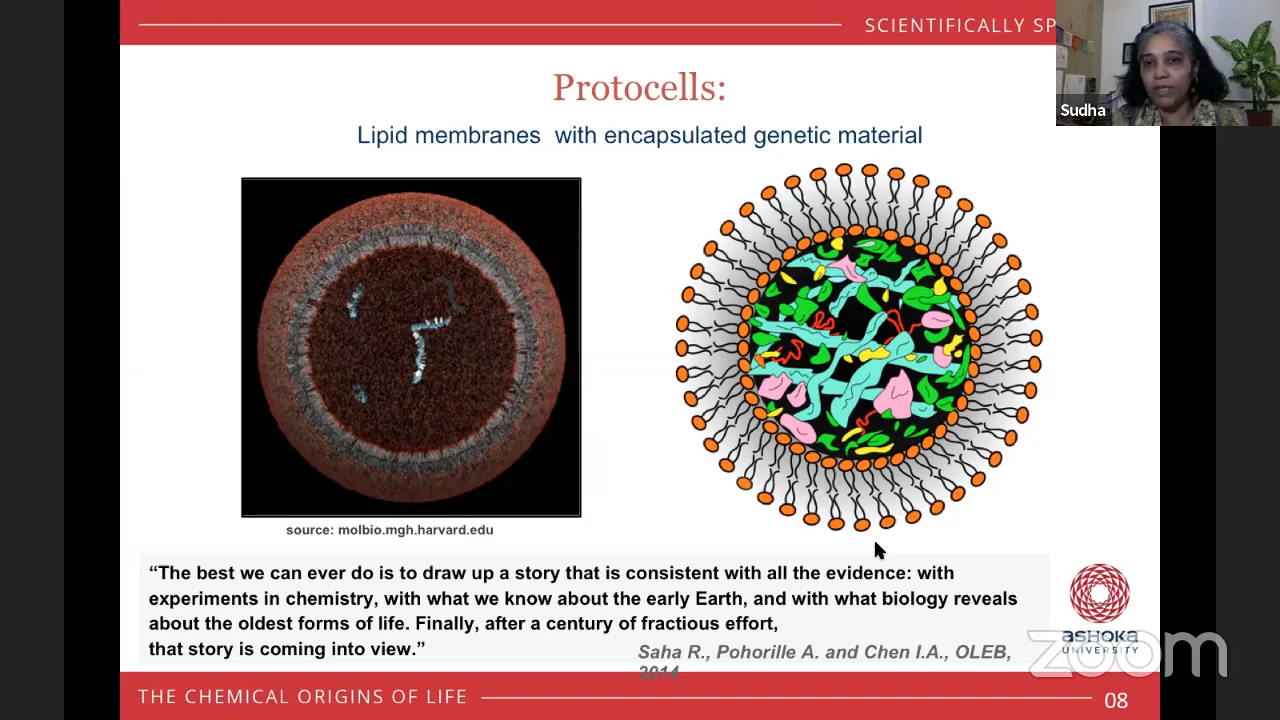 SCIENTIFICALLY SP
Sudha
Protocells:
Lipid membranes with encapsulated genetic material
source: molbio.mgh.harvard.edu
“The best we can ever do is to draw up a story that is consistent with all the evidence: with
experiments in chemistry, with what we know about the early Earth, and with what biology reveals
about the oldest forms of life. Finally, after a century of fractious effort,
that story is coming into view.”
Saha R., Pohorille A. and Chen I.A., OLEB,
2014
ASHOKA
UNIVERSITY
zoom
THE CHEMICAL ORIGINS OF LIFE
08